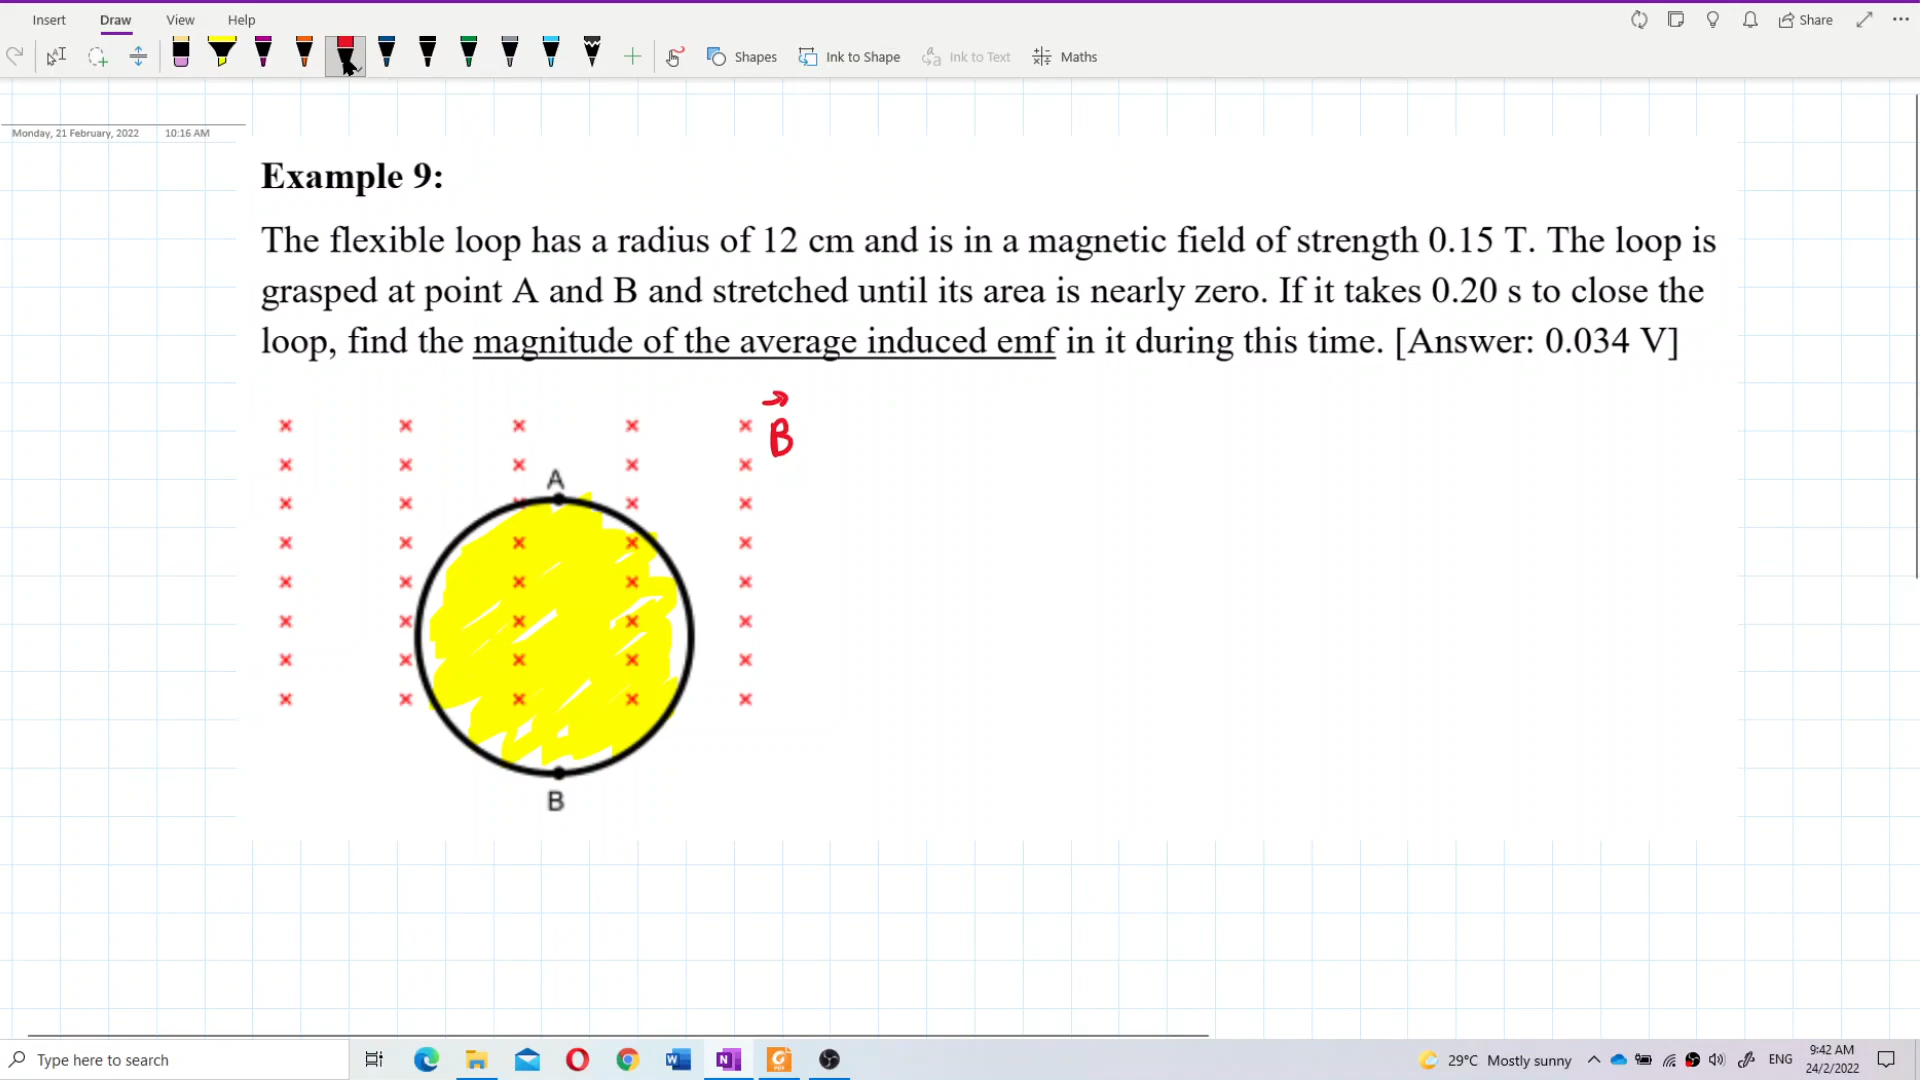 Insert Draw View Help Share
Shapes Ink to Shape Ink to Text Maths
Monday, 21 February, 2022 10:16 AM
Example 9:
The flexible loop has a radius of 12 cm and is in a magnetic field of strength 0.15 T. The loop is
grasped at point A and B and stretched until its area is nearly zero. If it takes 0.20 s to close the
loop, find the magnitude of the average induced emf in it during this time. [Answer: 0.034 V]
B
A
B
Type here to search
29°C Mostly sunny
ENG
9:42 AM
24/2/2022